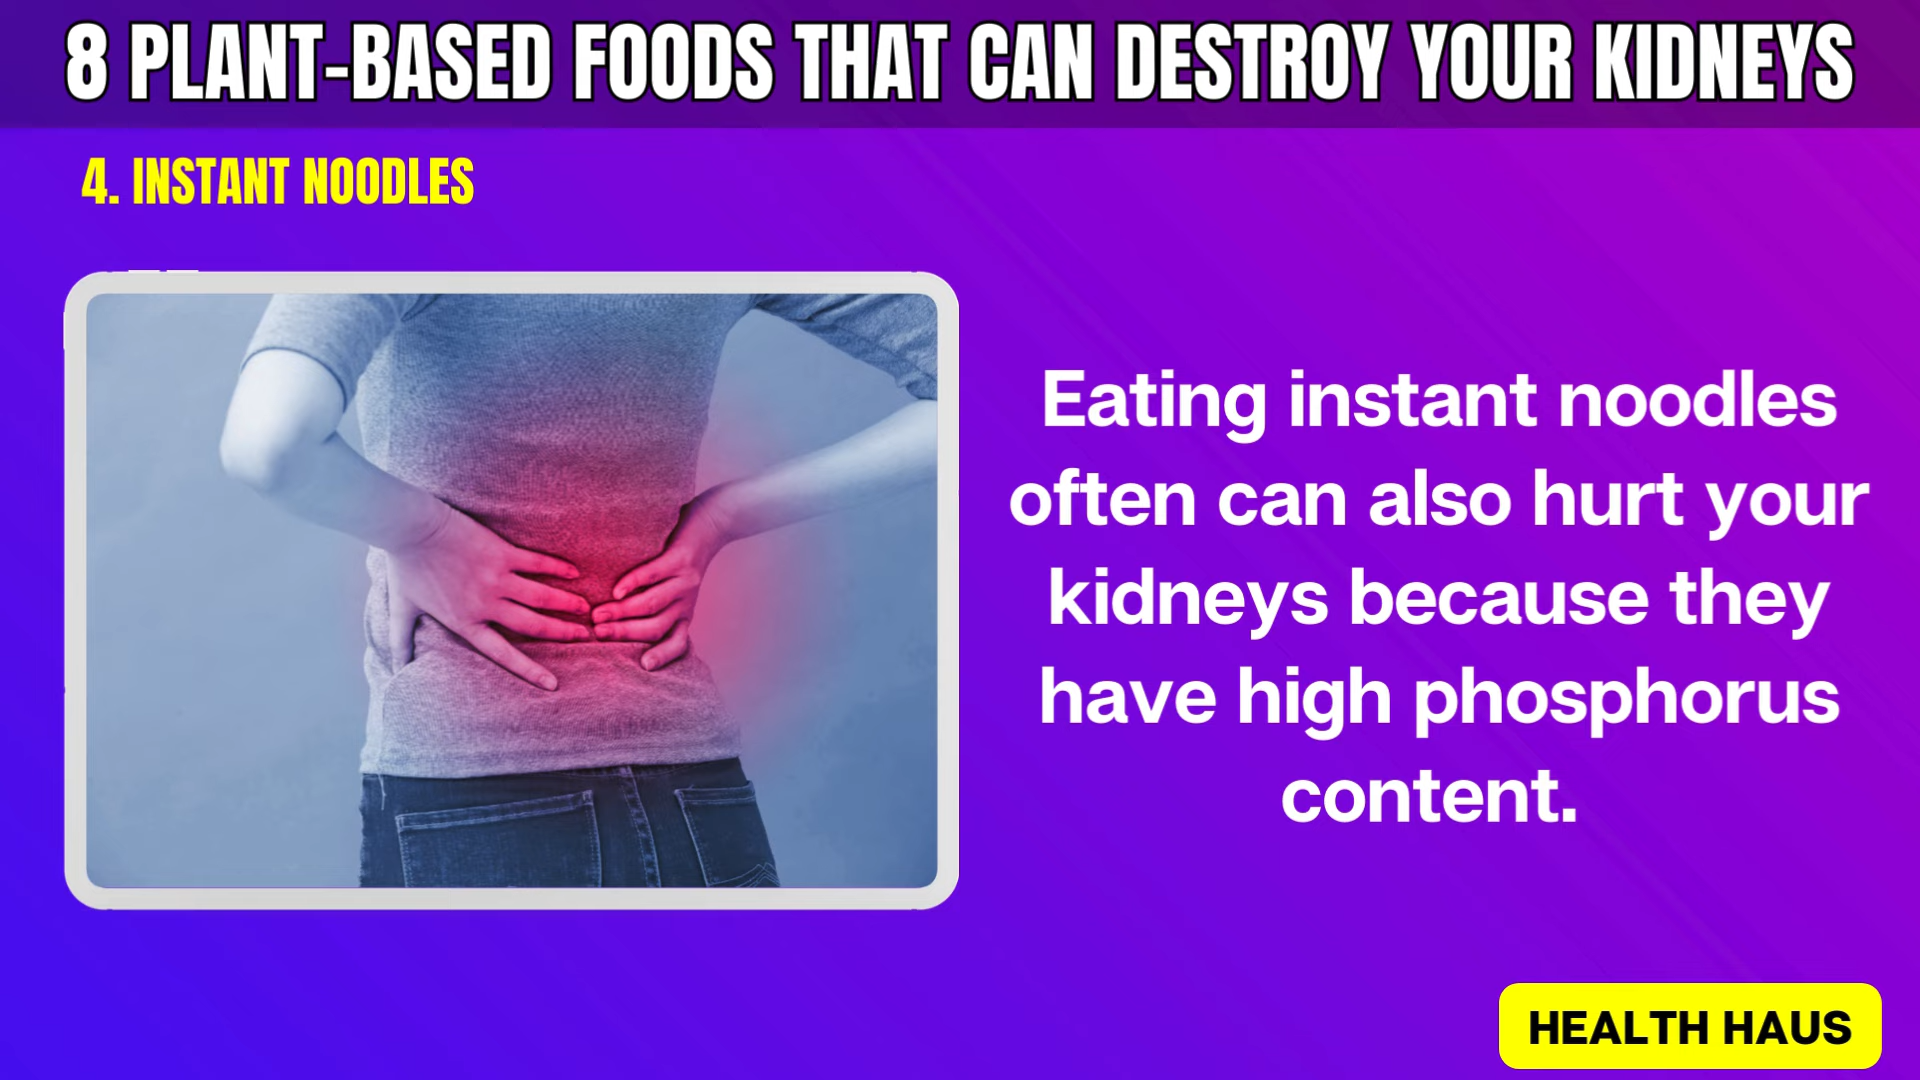 8 PLANT-BASED FOODS THAT CAN DESTROY YOUR KIDNEYS
4. INSTANT NOODLES
Eating instant noodles
often can also hurt your
kidneys because they
have high phosphorus
content.
HEALTH HAUS